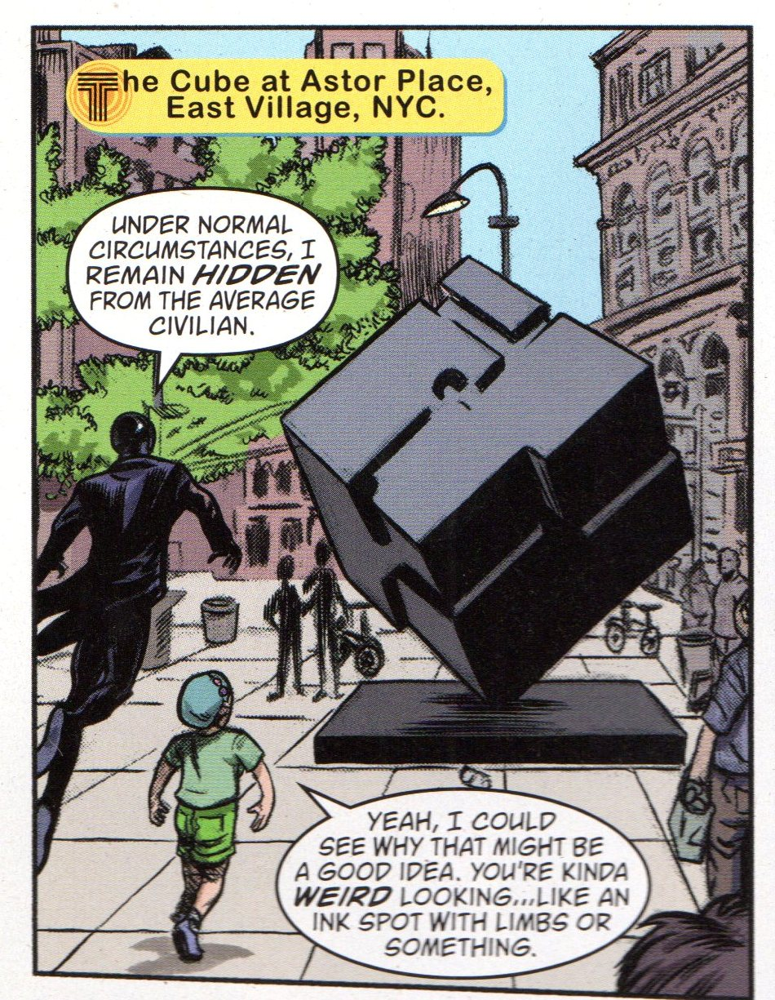 The Cube at Astor Place,
East Village, NYC.
UNDER NORMAL
CIRCUMSTANCES, I
REMAIN HIDDEN
FROM THE AVERAGE
CIVILIAN.
YEAH, I COULD
SEE WHY THAT MIGHT BE
A GOOD IDEA. YOU'RE KINDA
WEIRD LOOKING...LIKE AN
INK SPOT WITH LIMBS OR
SOMETHING.